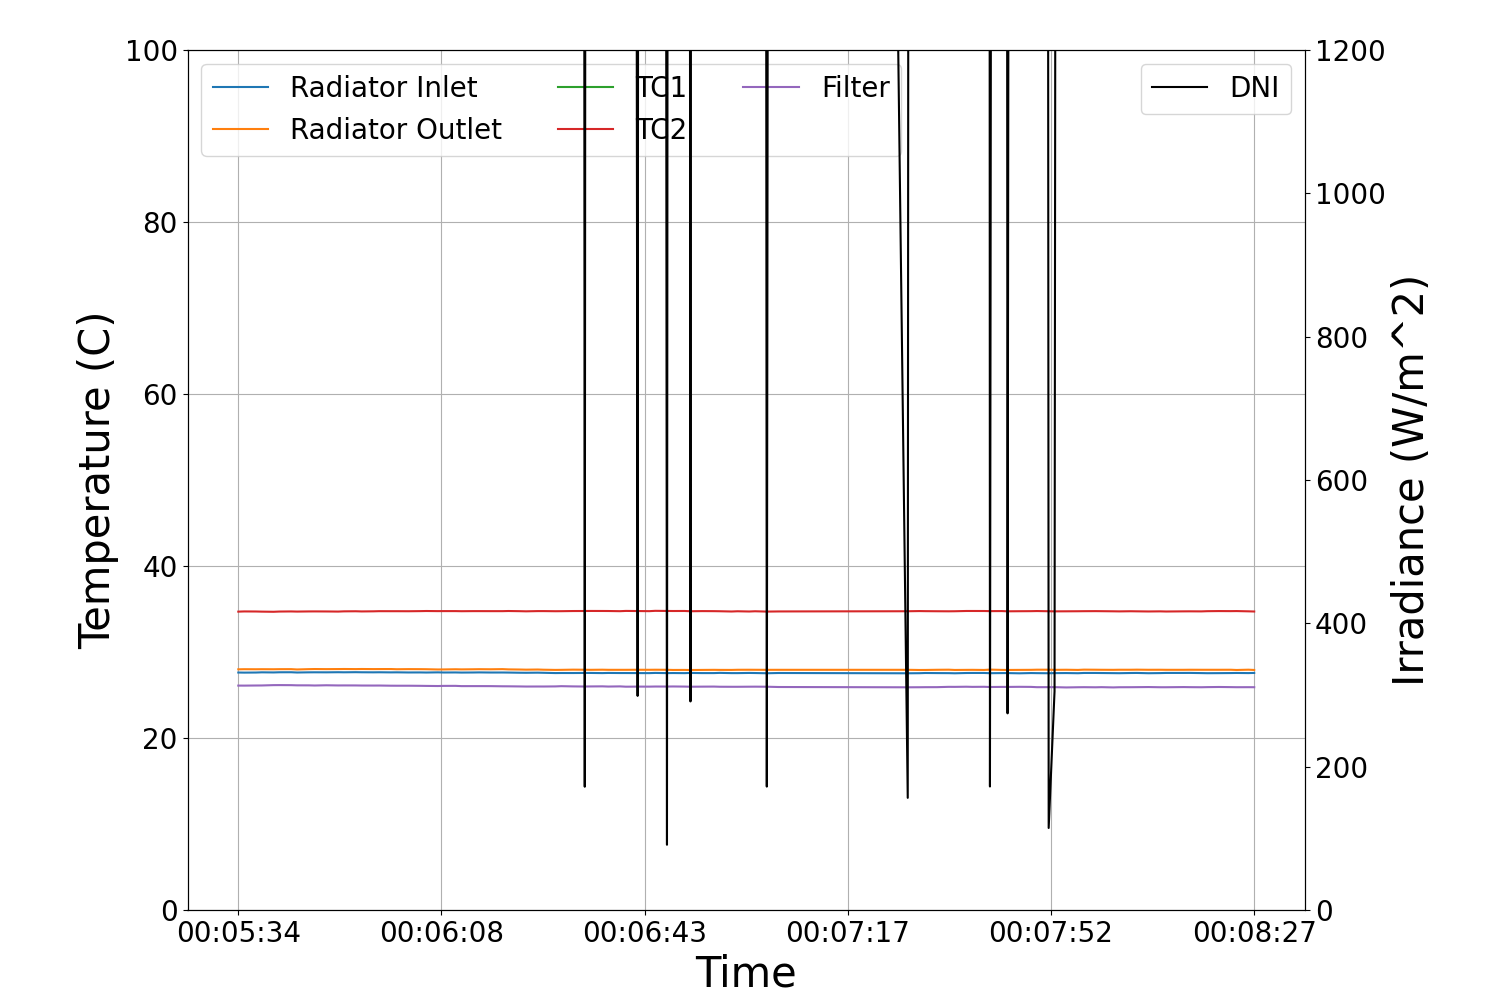 100
80
60
40
20
0
Temperature (C)
Radiator Inlet
Radiator Outlet
TC1
TC2
Filter
DNI
1200
1000
800
600
400
200
0
Irradiance (W/m^2)
00:05:34 00:06:08 00:06:43 00:07:17 00:07:52 00:08:27
Time